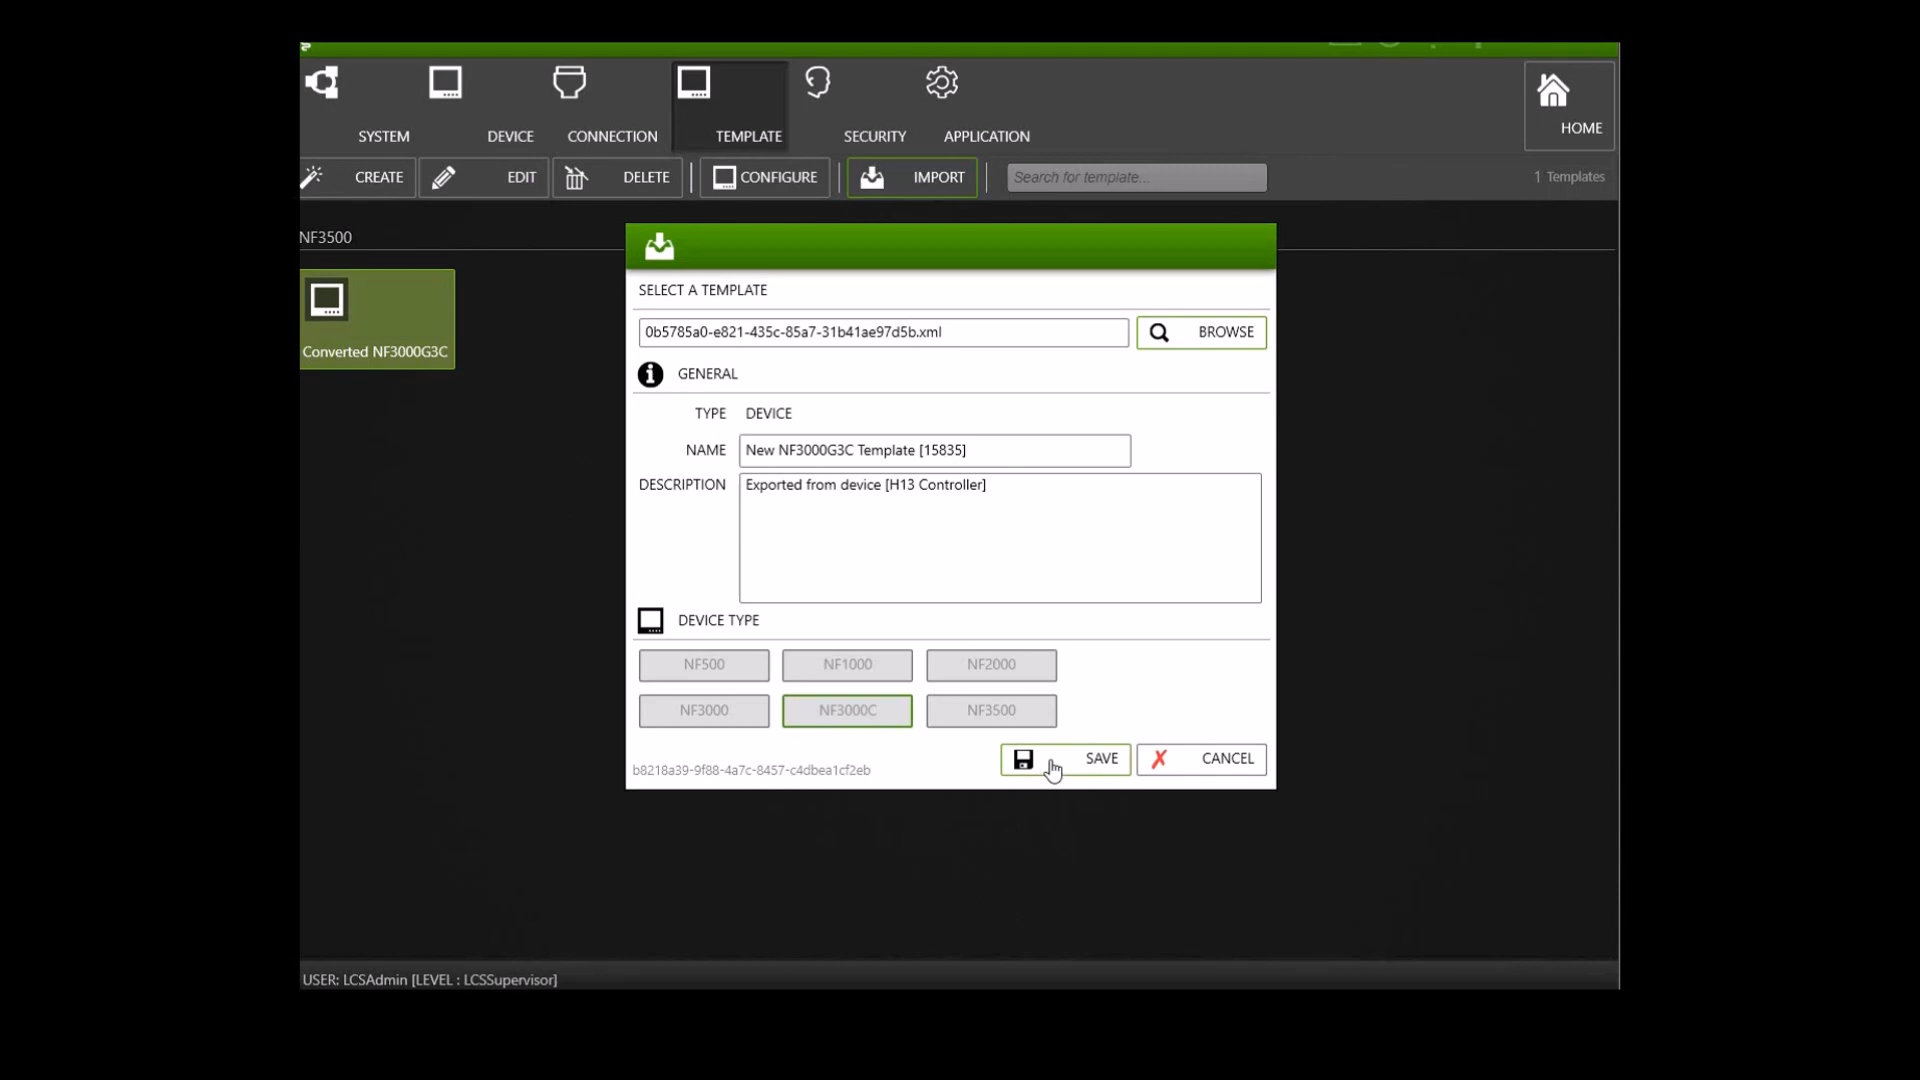 SYSTEM DEVICE CONNECTION TEMPLATE SECURITY APPLICATION HOME
CREATE EDIT DELETE CONFIGURE IMPORT Search for template... 1 Templates
NF3500
Converted NF3000G3C
SELECT A TEMPLATE
0b5785a0-e821-435c-85a7-31b41ae97d5b.xml BROWSE
GENERAL
TYPE DEVICE
NAME New NF3000G3C Template [15835]
DESCRIPTION Exported from device [H13 Controller]
DEVICE TYPE
NF500 NF1000 NF2000
NF3000 NF3000C NF3500
SAVE CANCEL
b8218a39-9f88-4a7c-8457-c4dbea1cf2eb
USER: LCSAdmin [LEVEL : LCSSupervisor]